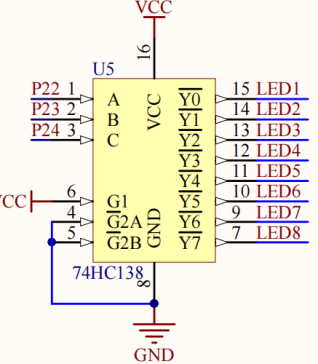 VCC
16
U5
P22 1 A VCC Y0 15 LED1
P23 2 B Y1 14 LED2
P24 3 C Y2 13 LED3
Y3 12 LED4
Y4 11 LED5
VCC 6 G1 Y5 10 LED6
4 G2A GND Y6 9 LED7
5 G2B Y7 7 LED8
74HC138
8
GND